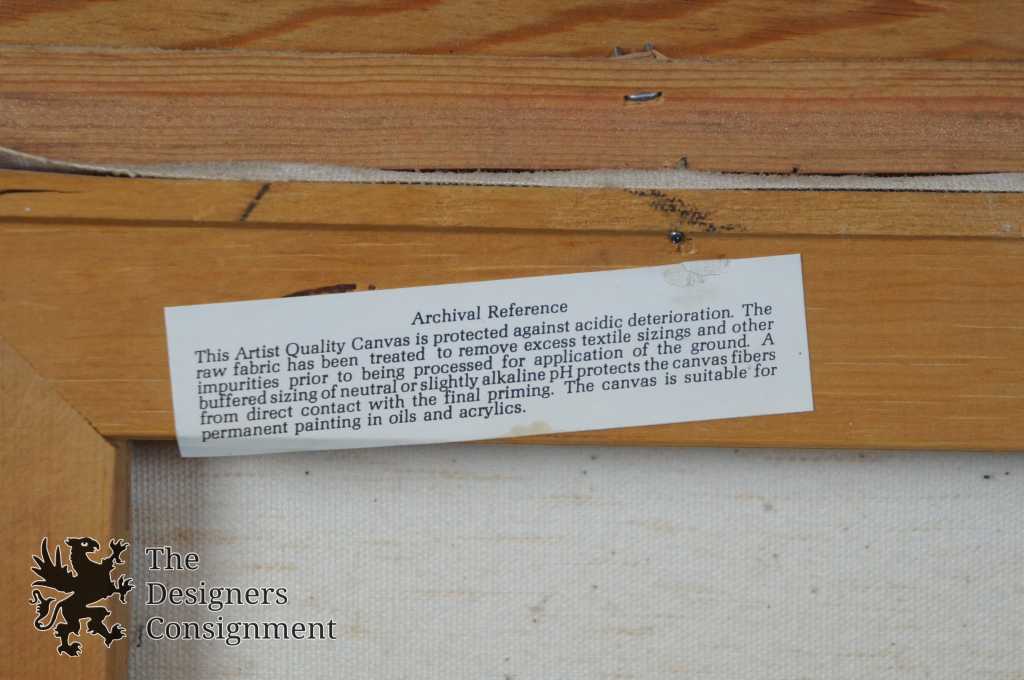 Archival Reference
This Artist Quality Canvas is protected against acidic deterioration. The
raw fabric has been treated to remove excess textile sizings and other
impurities prior to being processed for application of the ground. A
buffered sizing of neutral or slightly alkaline pH protects the canvas fibers
from direct contact with the final priming. The canvas is suitable for
permanent painting in oils and acrylics.
The
Designers
Consignment